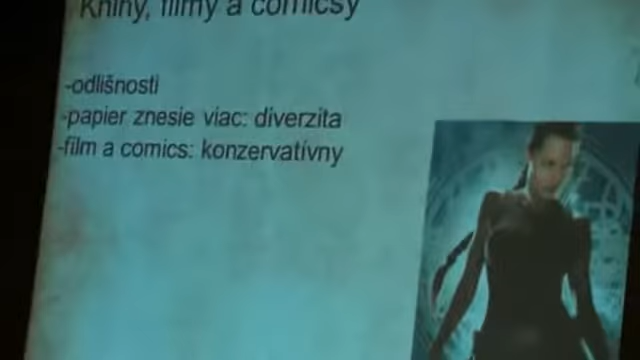 Knihy, filmy a comicsy
-odlišnosti
-papier znesie viac: diverzita
-film a comics: konzervatívny